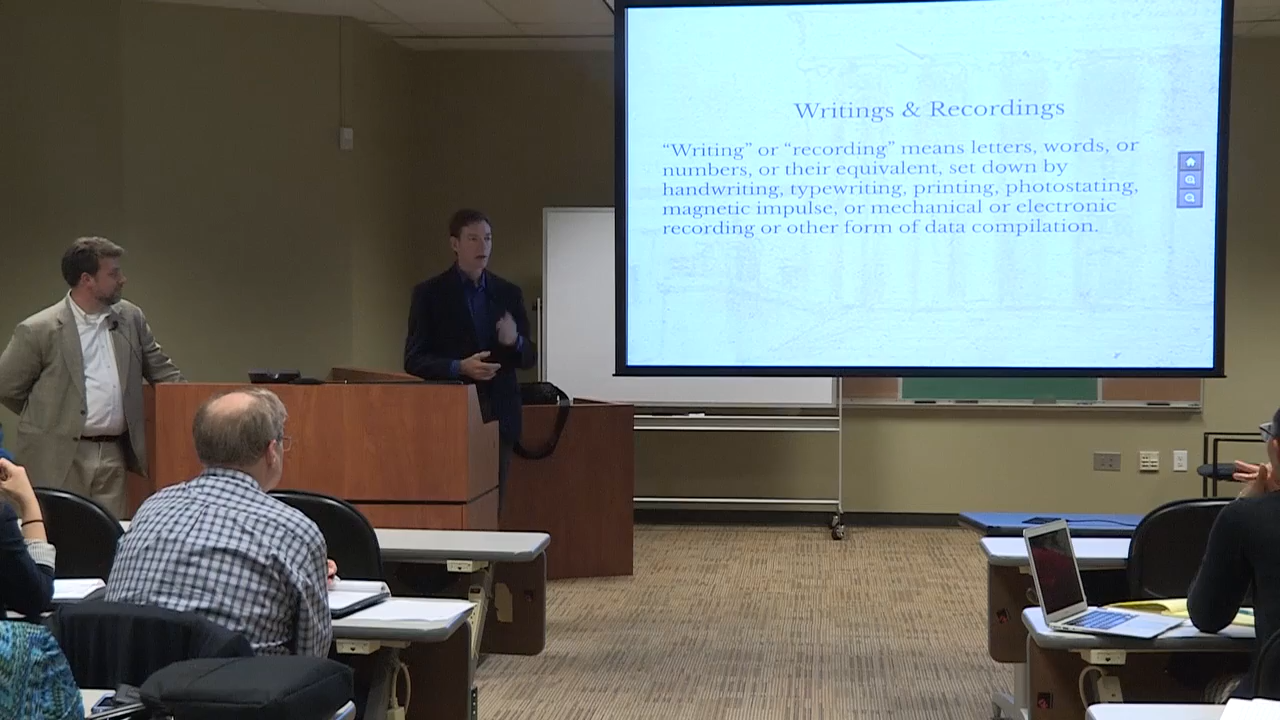 Writings & Recordings
“Writing” or “recording” means letters, words, or
numbers, or their equivalent, set down by
handwriting, typewriting, printing, photostating,
magnetic impulse, or mechanical or electronic
recording or other form of data compilation.